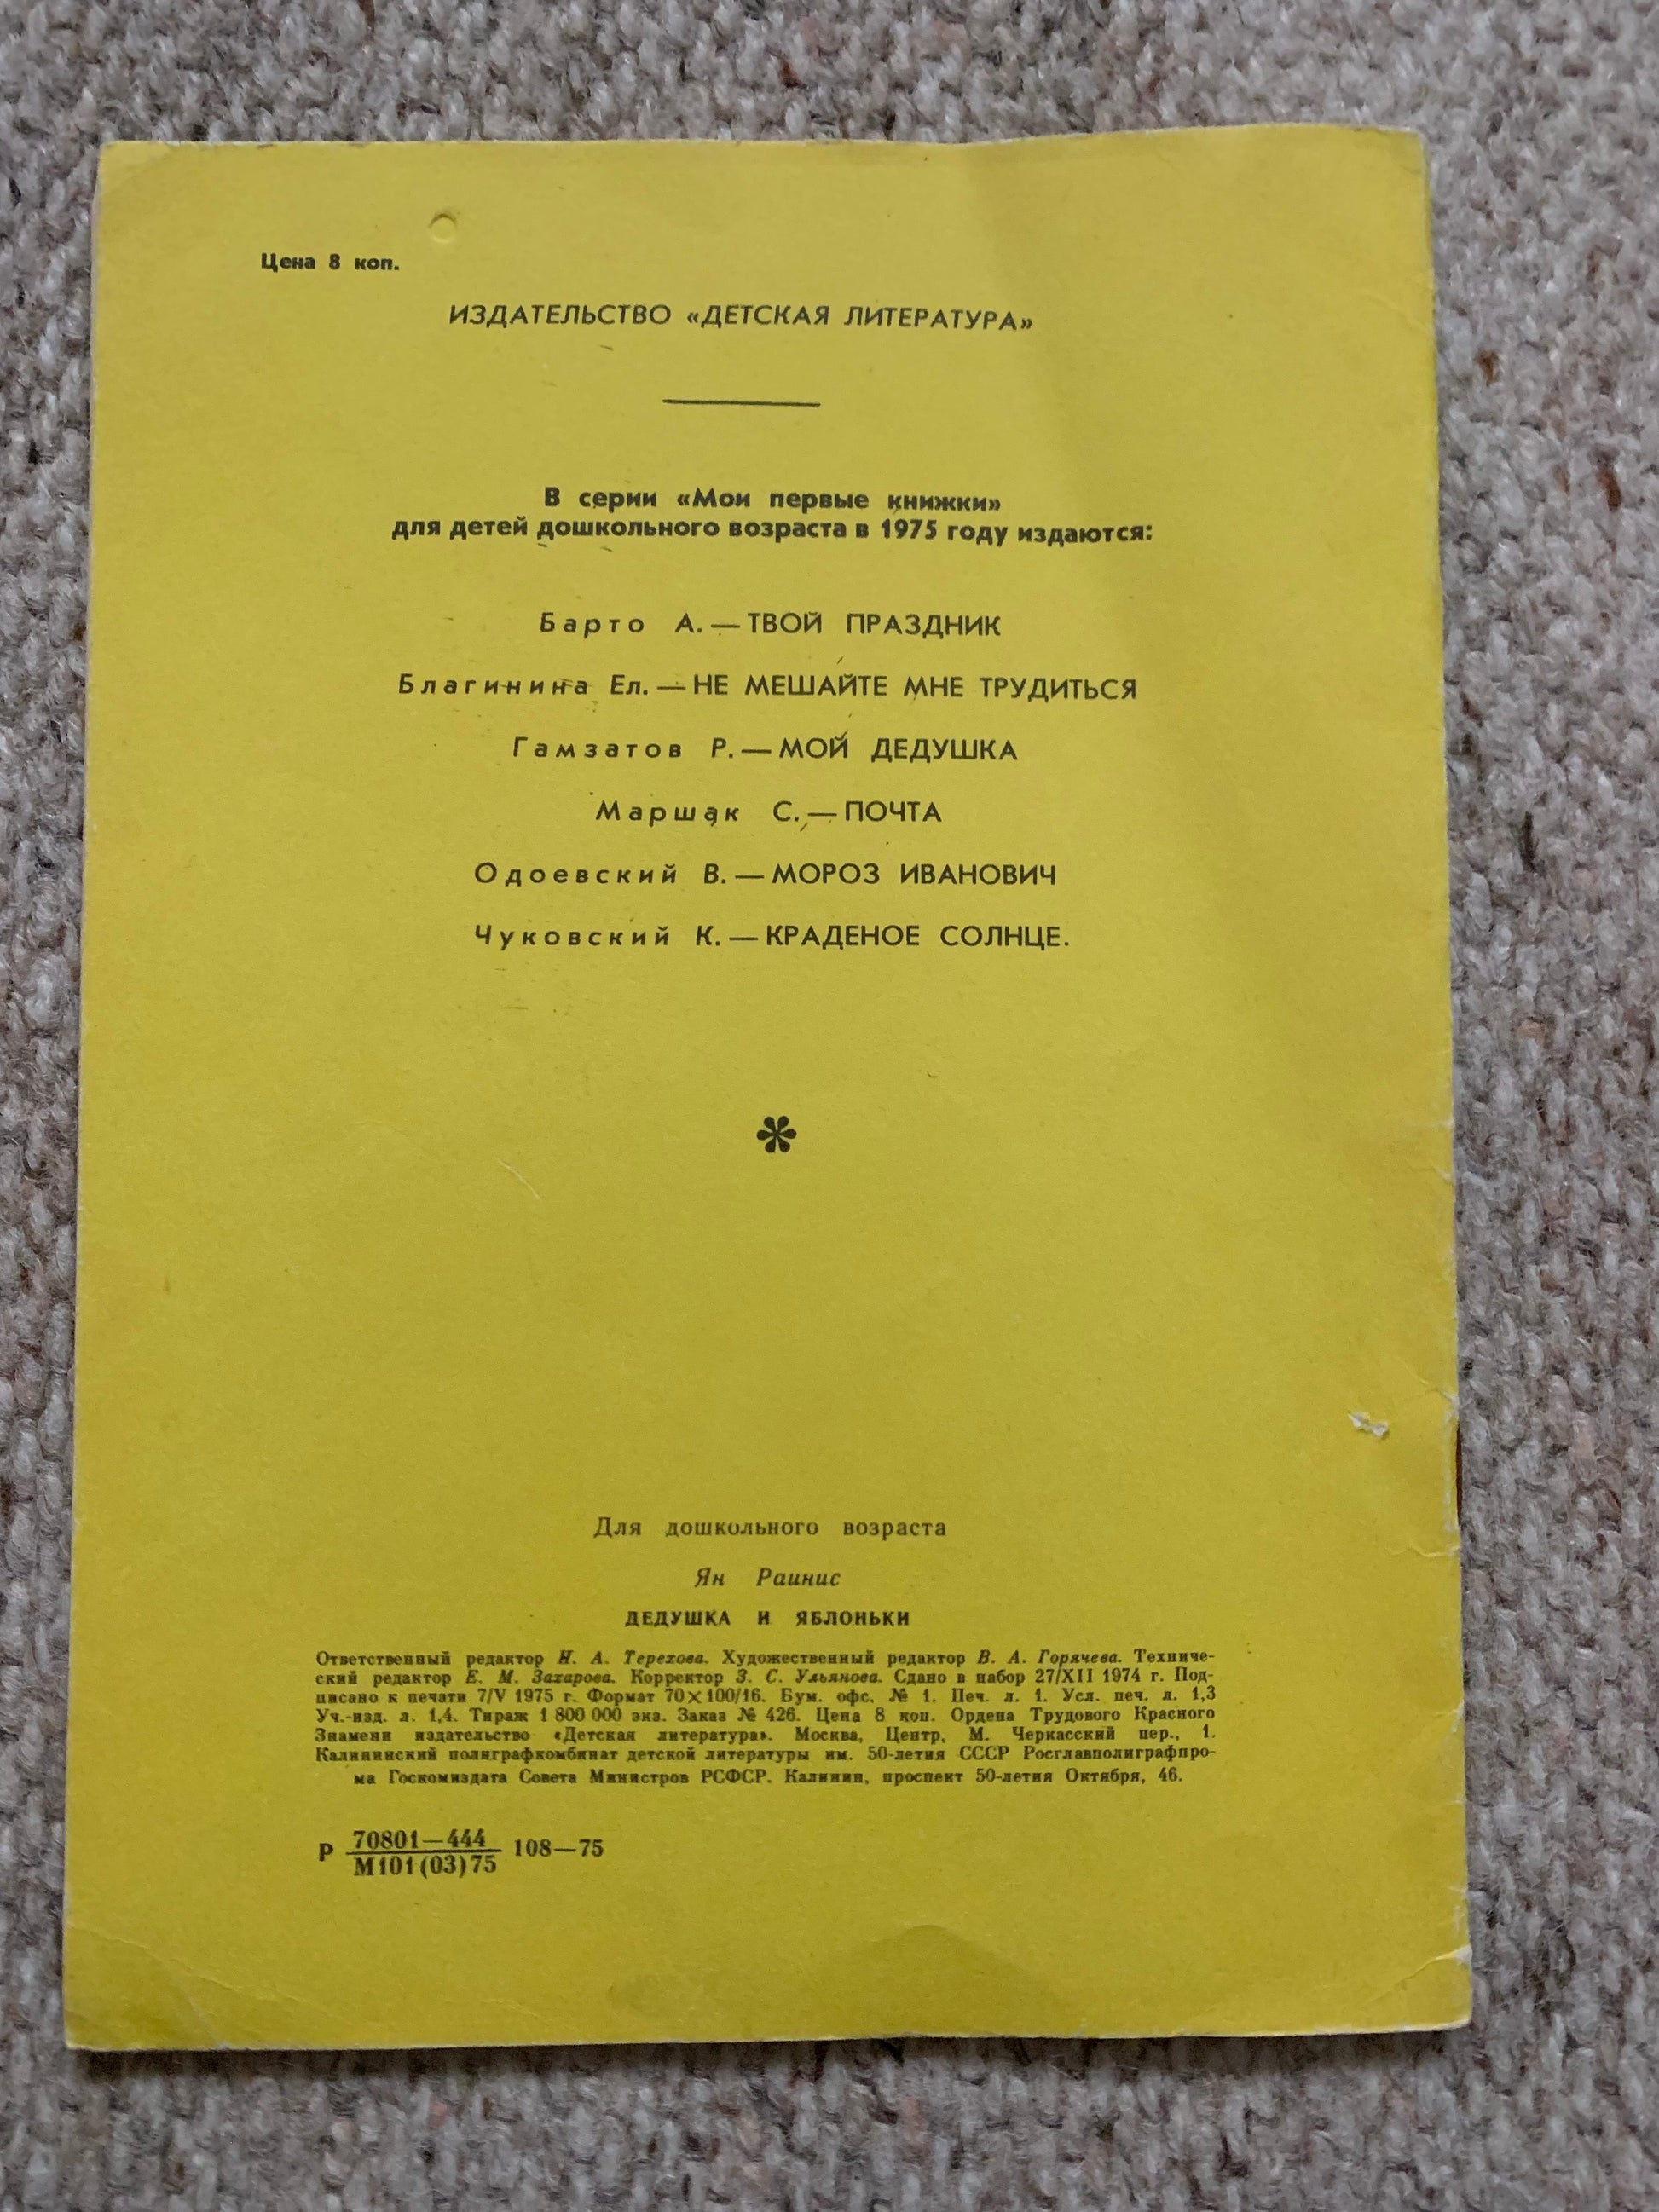 Цена 8 коп.
ИЗДАТЕЛЬСТВО «ДЕТСКАЯ ЛИТЕРАТУРА»
В серии «Мои первые книжки»
для детей дошкольного возраста в 1975 году издаются:
Барто А. — ТВОЙ ПРАЗДНИК
Благинина Ел. — НЕ МЕШАЙТЕ МНЕ ТРУДИТЬСЯ
Гамзатов Р. — МОЙ ДЕДУШКА
Маршак С. — ПОЧТА
Одоевский В. — МОРОЗ ИВАНОВИЧ
Чуковский К. — КРАДЕНОЕ СОЛНЦЕ.
*
Для дошкольного возраста
Ян Райнис
ДЕДУШКА И ЯБЛОНЬКИ
Ответственный редактор Н. А. Терехова. Художественный редактор В. А. Горячева. Техниче-
ский редактор Е. М. Захарова. Корректор З. С. Ульянова. Сдано в набор 27/XII 1974 г. Под-
писано к печати 7/V 1975 г. Формат 70×100/16. Бум. офс. № 1. Печ. л. 1. Усл. печ. л. 1,3
Уч.-изд. л. 1,4. Тираж 1 800 000 экз. Заказ № 426. Цена 8 коп. Ордена Трудового Красного
Знамени издательство «Детская литература». Москва, Центр, М. Черкасский пер., 1.
Калининский полиграфкомбинат детской литературы им. 50-летия СССР Росглавполиграфпро-
ма Госкомиздата Совета Министров РСФСР. Калинин, проспект 50-летия Октября, 46.
Р 70801—444 108—75
М101(03)75